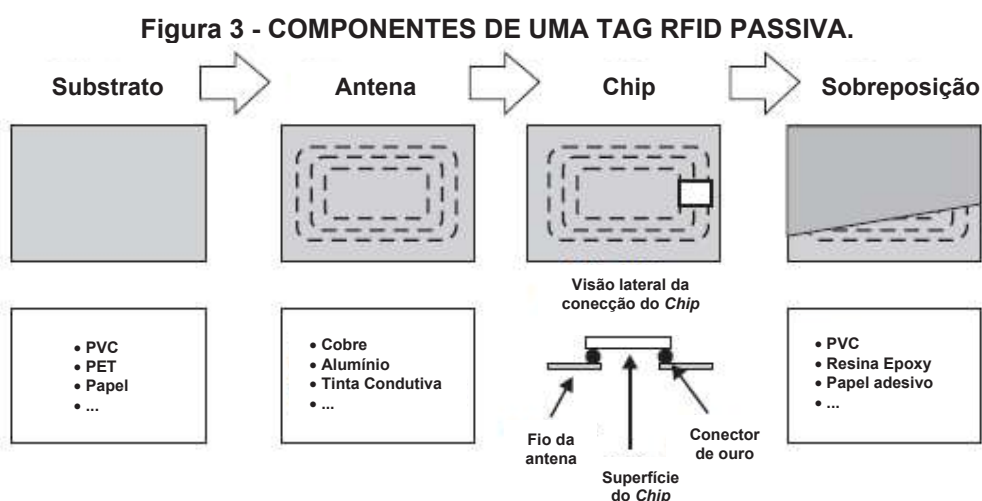 Figura 3 - COMPONENTES DE UMA TAG RFID PASSIVA.
Substrato
Antena
Chip
Sobreposição
Visão lateral da
conecção do Chip
• PVC
• PET
• Papel
• ...
• Cobre
• Alumínio
• Tinta Condutiva
• ...
Fio da
antena
Superfície
do Chip
Conector
de ouro
• PVC
• Resina Epoxy
• Papel adesivo
• ...